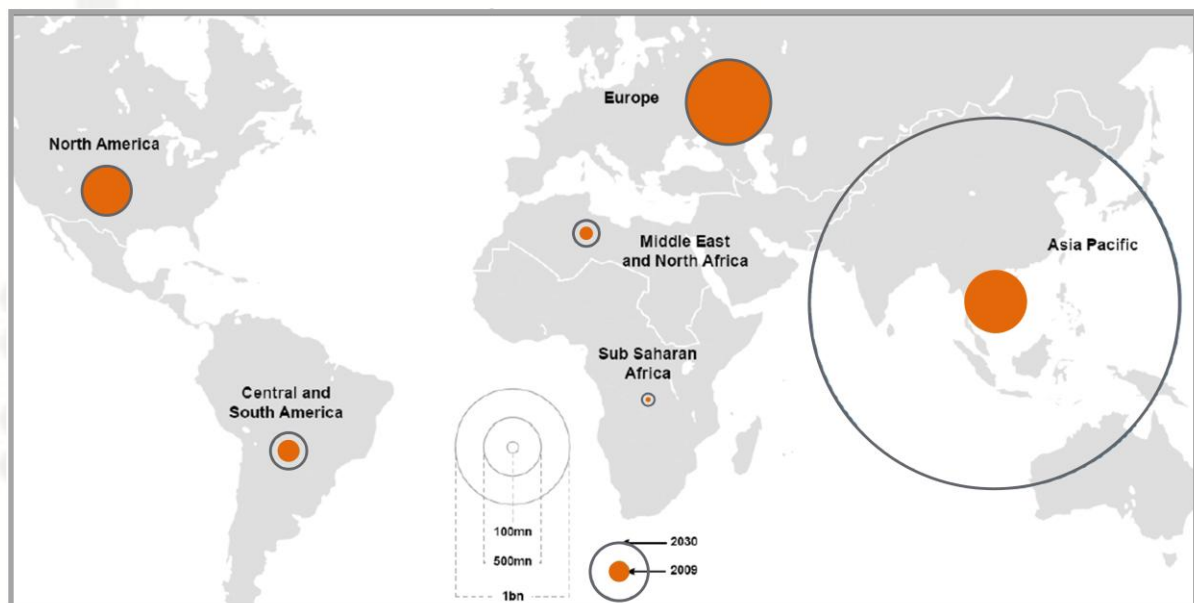 Europe
North America
Middle East
and North Africa
Asia Pacific
Sub Saharan
Africa
Central and
South America
100mn
500mn
1bn
2030
2009